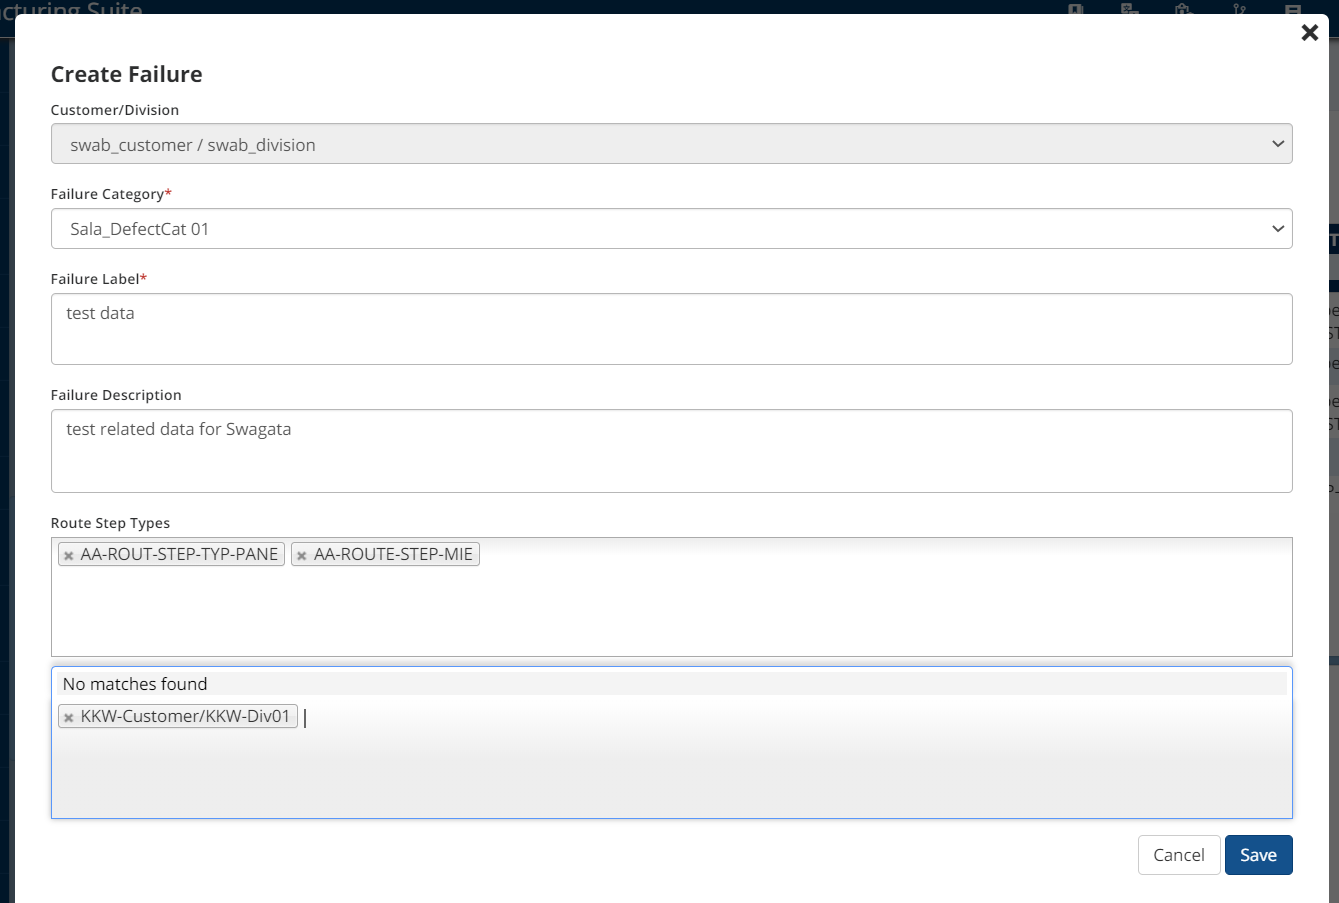 Suite
Create Failure
Customer/Division
swab_customer / swab_division
Failure Category*
Sala_DefectCat 01
Failure Label*
test data
Failure Description
test related data for Swagata
Route Step Types
× AA-ROUT-STEP-TYP-PANE × AA-ROUTE-STEP-MIE
No matches found
× KKW-Customer/KKW-Div01
Cancel Save